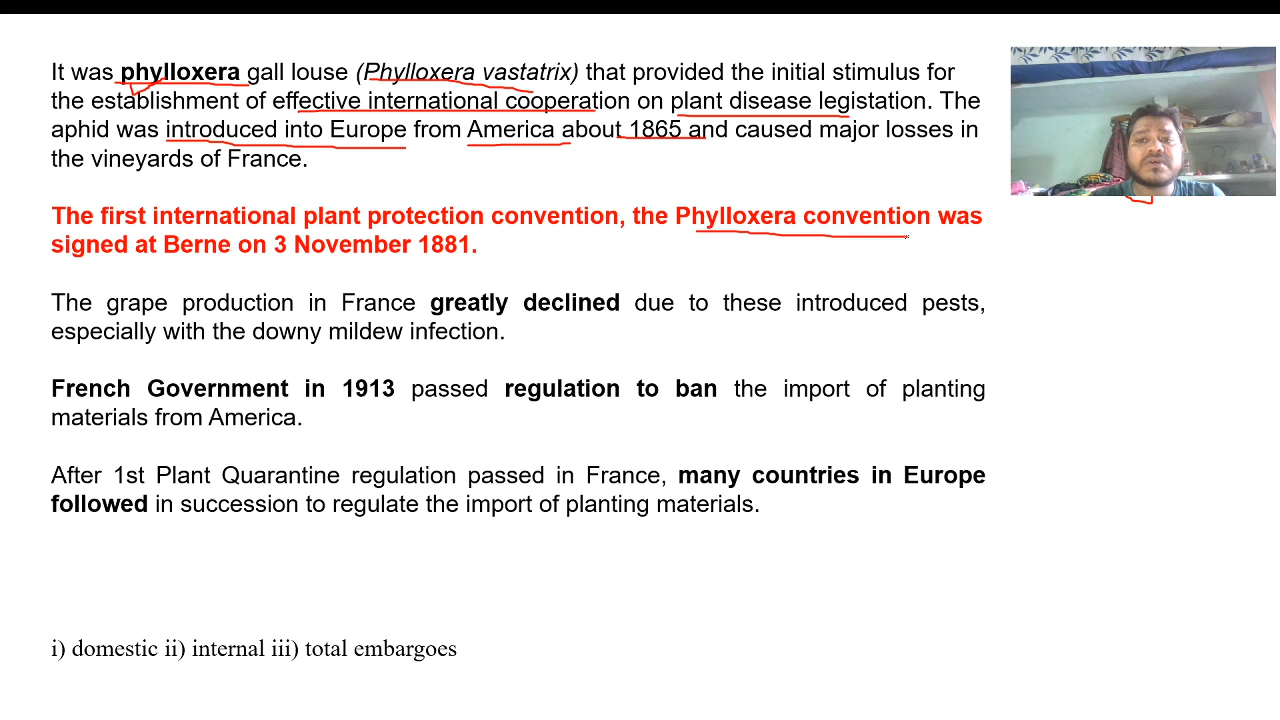 It was phylloxera gall louse (Phylloxera vastatrix) that provided the initial stimulus for
the establishment of effective international cooperation on plant disease legistation. The
aphid was introduced into Europe from America about 1865 and caused major losses in
the vineyards of France.
The first international plant protection convention, the Phylloxera convention was
signed at Berne on 3 November 1881.
The grape production in France greatly declined due to these introduced pests,
especially with the downy mildew infection.
French Government in 1913 passed regulation to ban the import of planting
materials from America.
After 1st Plant Quarantine regulation passed in France, many countries in Europe
followed in succession to regulate the import of planting materials.
i) domestic ii) internal iii) total embargoes